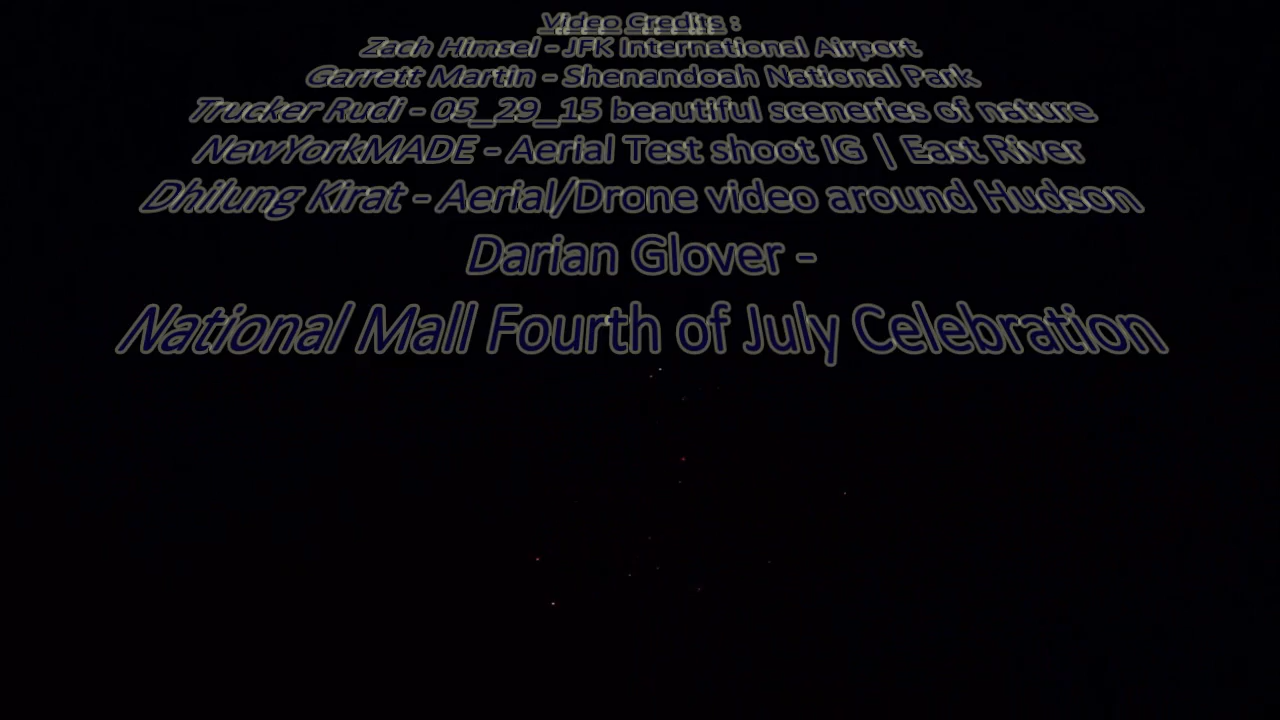 Video Credits :
Zach Himsel - JFK International Airport
Garrett Martin - Shenandoah National Park
Trucker Rudi - 05_29_15 beautiful sceneries of nature
NewYorkMADE - Aerial Test shoot IG | East River
Dhilung Kirat - Aerial/Drone video around Hudson
Darian Glover -
National Mall Fourth of July Celebration